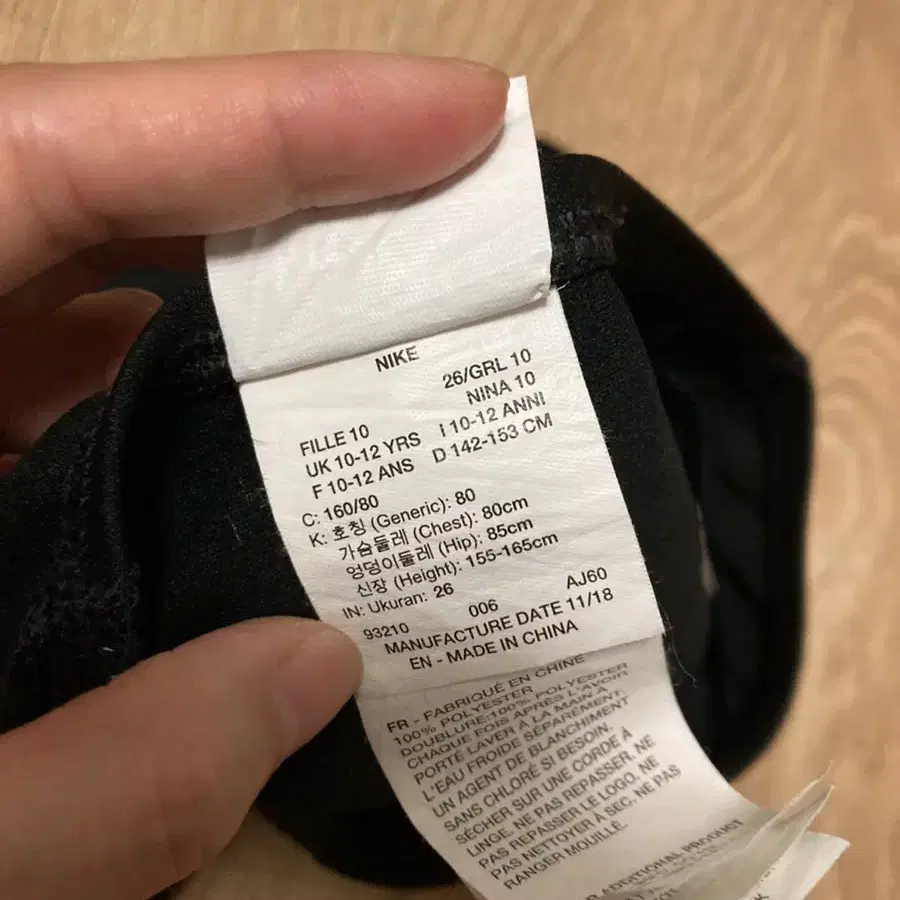 NIKE
26/GRL 10
FILLE 10 NINA 10
UK 10-12 YRS I 10-12 ANNI
F 10-12 ANS D 142-153 CM
C: 160/80
K: 호칭 (Generic): 80
가슴둘레 (Chest): 80cm
엉덩이둘레 (Hip): 85cm
신장 (Height): 155-165cm
IN: Ukuran: 26
93210 006 AJ60
MANUFACTURE DATE 11/18
EN - MADE IN CHINA
FR - FABRIQUÉ EN CHINE
100% POLYESTER
DOUBLURE:100% POLYESTER
CHAQUE FOIS APRÈS L'AVOIR
PORTÉ LAVER À LA MAIN À
L'EAU FROIDE SÉPARÉMENT.
UN AGENT DE BLANCHIMENT
SANS CHLORÉ SI BESOIN.
SÉCHER SUR UNE CORDE À
LINGE. NE PAS REPASSER. NE
PAS REPASSER LE LOGO. NE
PAS NETTOYER À SEC. NE PAS
RANGER MOUILLÉ.
ADDITIONAL PRODUCT